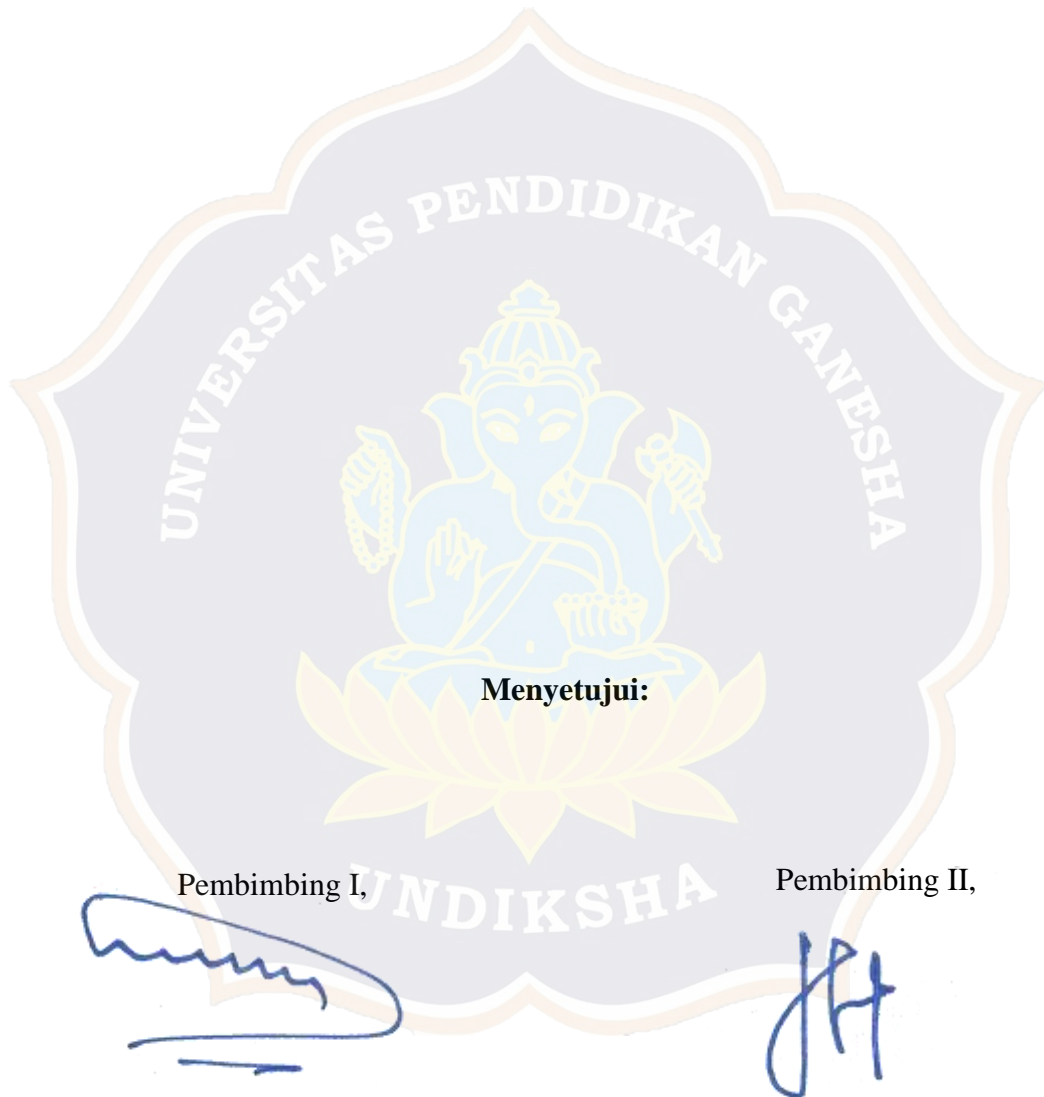 UNIVERSITAS PENDIDIKAN GANESHA
Menyetujui:
Pembimbing I,
Pembimbing II,
UNDIKSHA